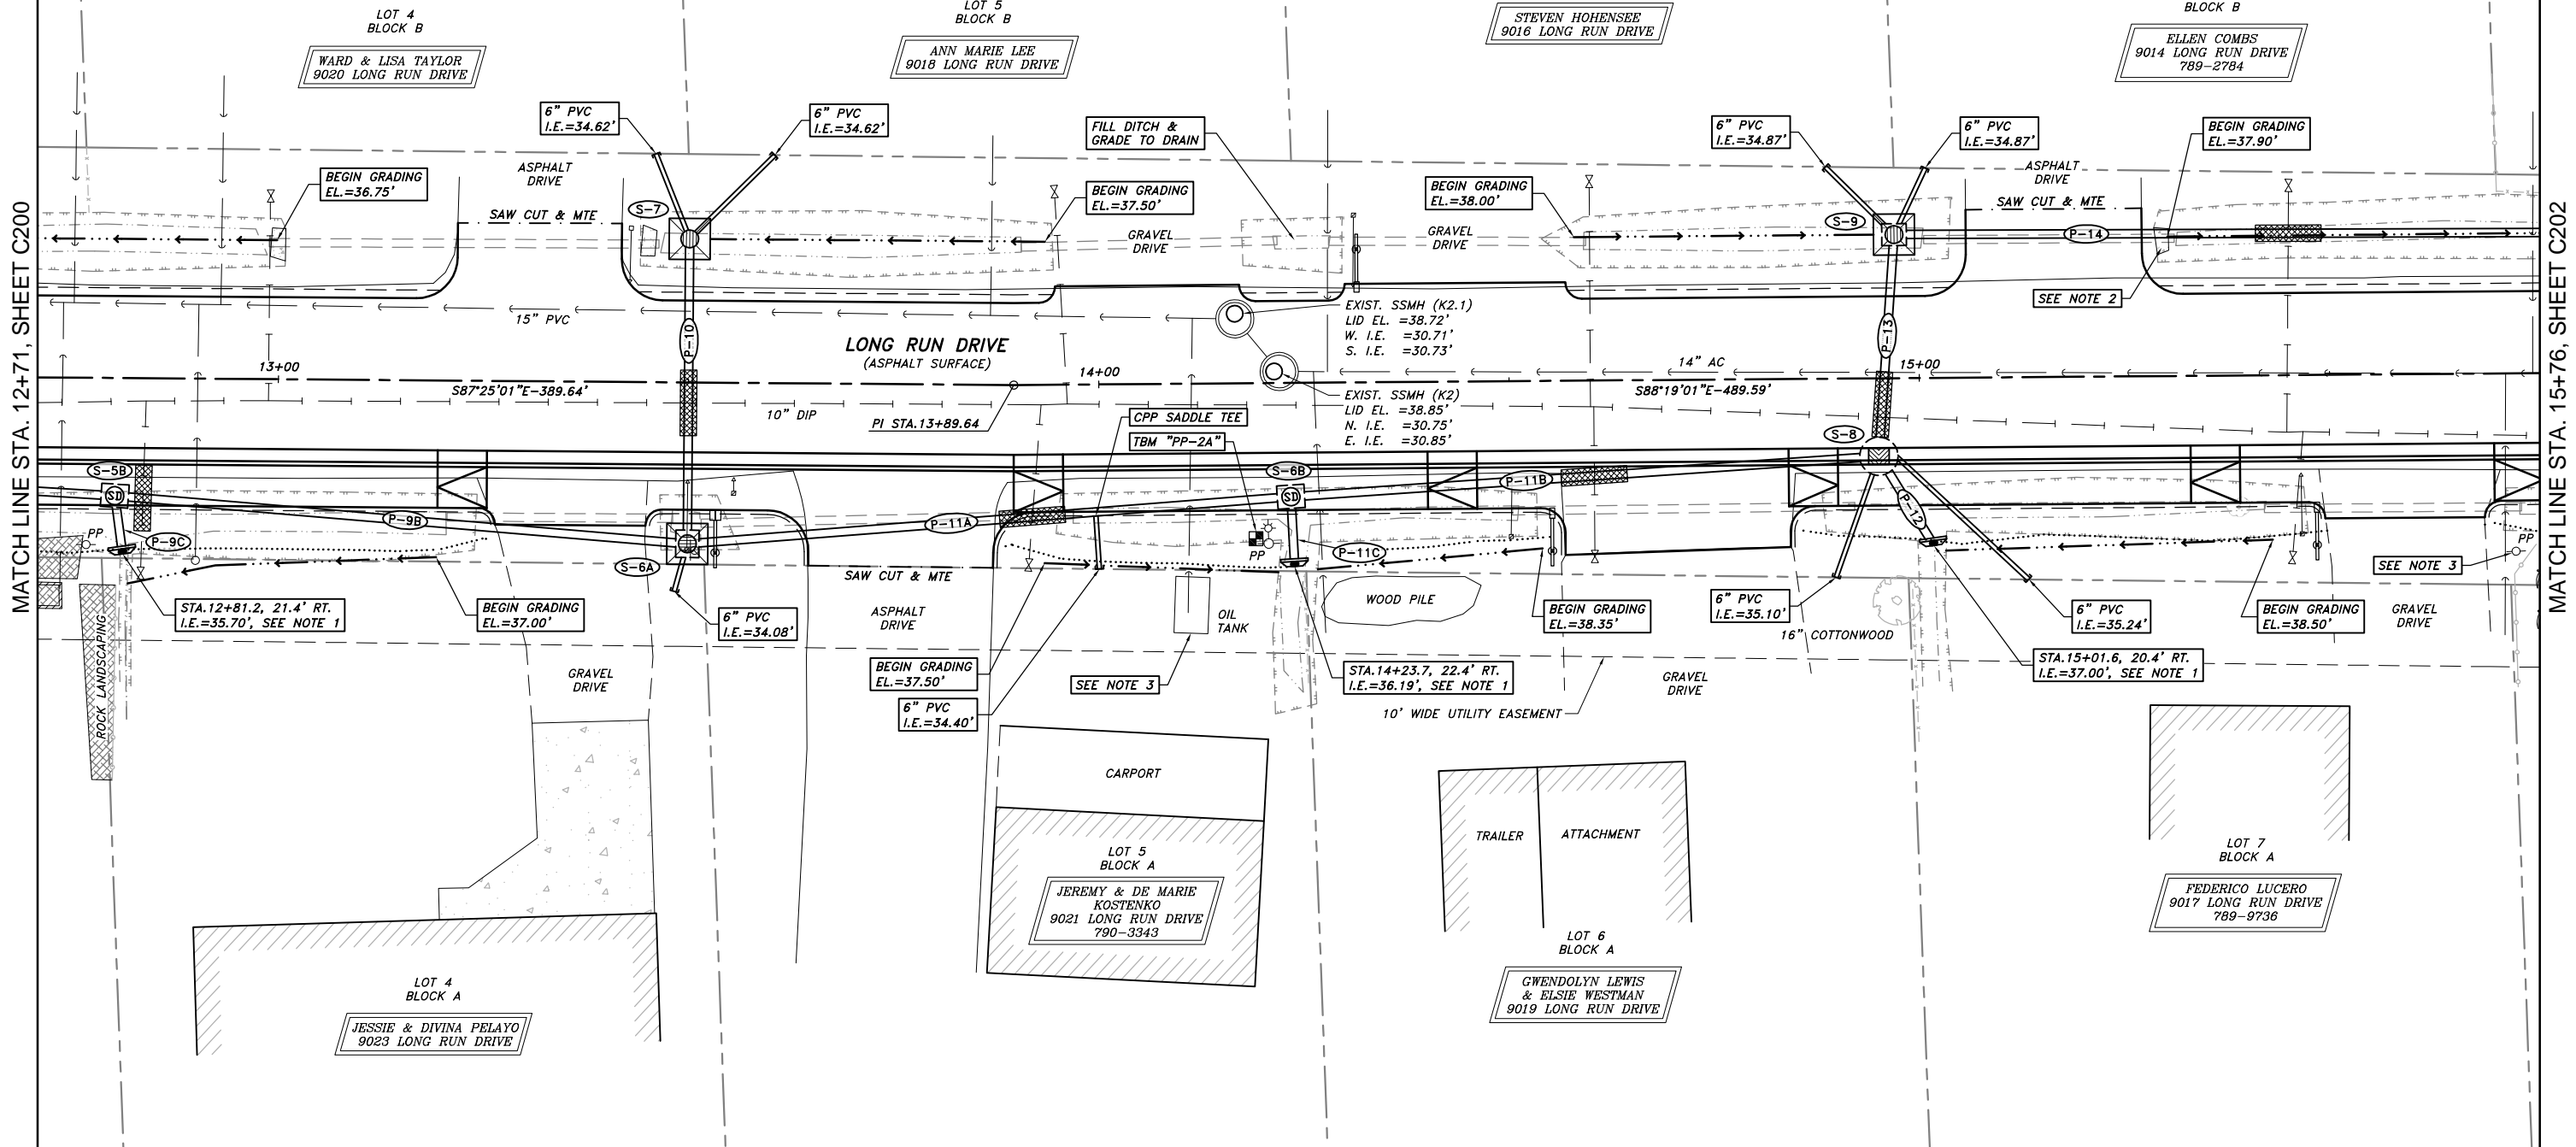 MATCH LINE STA. 12+71, SHEET C200
LOT 4
BLOCK B
WARD & LISA TAYLOR
9020 LONG RUN DRIVE
LOT 5
BLOCK B
ANN MARIE LEE
9018 LONG RUN DRIVE
STEVEN HOHENSEE
9016 LONG RUN DRIVE
BLOCK B
ELLEN COMBS
9014 LONG RUN DRIVE
789-2784
6" PVC
I.E.=34.62'
6" PVC
I.E.=34.62'
FILL DITCH &
GRADE TO DRAIN
6" PVC
I.E.=34.87'
6" PVC
I.E.=34.87'
BEGIN GRADING
EL.=37.90'
BEGIN GRADING
EL.=36.75'
ASPHALT
DRIVE
SAW CUT & MTE
S-7
BEGIN GRADING
EL.=37.50'
GRAVEL
DRIVE
BEGIN GRADING
EL.=38.00'
GRAVEL
DRIVE
S-9
ASPHALT
DRIVE
SAW CUT & MTE
P-14
SEE NOTE 2
15" PVC
P-10
LONG RUN DRIVE
(ASPHALT SURFACE)
EXIST. SSMH (K2.1)
LID EL. =38.72'
W. I.E. =30.71'
S. I.E. =30.73'
P-13
13+00
S87°25'01"E-389.64'
10" DIP
PI STA.13+89.64
14+00
14" AC
15+00
S88°19'01"E-489.59'
EXIST. SSMH (K2)
LID EL. =38.85'
N. I.E. =30.75'
E. I.E. =30.85'
CPP SADDLE TEE
TBM "PP-2A"
S-8
S-5B
SD
P-9B
P-9C
PP
S-6A
P-11A
S-6B
SD
P-11B
PP
P-11C
P-12
PP
SEE NOTE 3
ROCK LANDSCAPING
STA.12+81.2, 21.4' RT.
I.E.=35.70', SEE NOTE 1
BEGIN GRADING
EL.=37.00'
6" PVC
I.E.=34.08'
SAW CUT & MTE
ASPHALT
DRIVE
OIL
TANK
WOOD PILE
BEGIN GRADING
EL.=38.35'
6" PVC
I.E.=35.10'
16" COTTONWOOD
6" PVC
I.E.=35.24'
BEGIN GRADING
EL.=38.50'
GRAVEL
DRIVE
GRAVEL
DRIVE
BEGIN GRADING
EL.=37.50'
6" PVC
I.E.=34.40'
SEE NOTE 3
STA.14+23.7, 22.4' RT.
I.E.=36.19', SEE NOTE 1
10' WIDE UTILITY EASEMENT
GRAVEL
DRIVE
STA.15+01.6, 20.4' RT.
I.E.=37.00', SEE NOTE 1
CARPORT
TRAILER
ATTACHMENT
LOT 4
BLOCK A
JESSIE & DIVINA PELAYO
9023 LONG RUN DRIVE
LOT 5
BLOCK A
JEREMY & DE MARIE
KOSTENKO
9021 LONG RUN DRIVE
790-3343
LOT 6
BLOCK A
GWENDOLYN LEWIS
& ELSIE WESTMAN
9019 LONG RUN DRIVE
LOT 7
BLOCK A
FEDERICO LUCERO
9017 LONG RUN DRIVE
789-9736
MATCH LINE STA. 15+76, SHEET C202